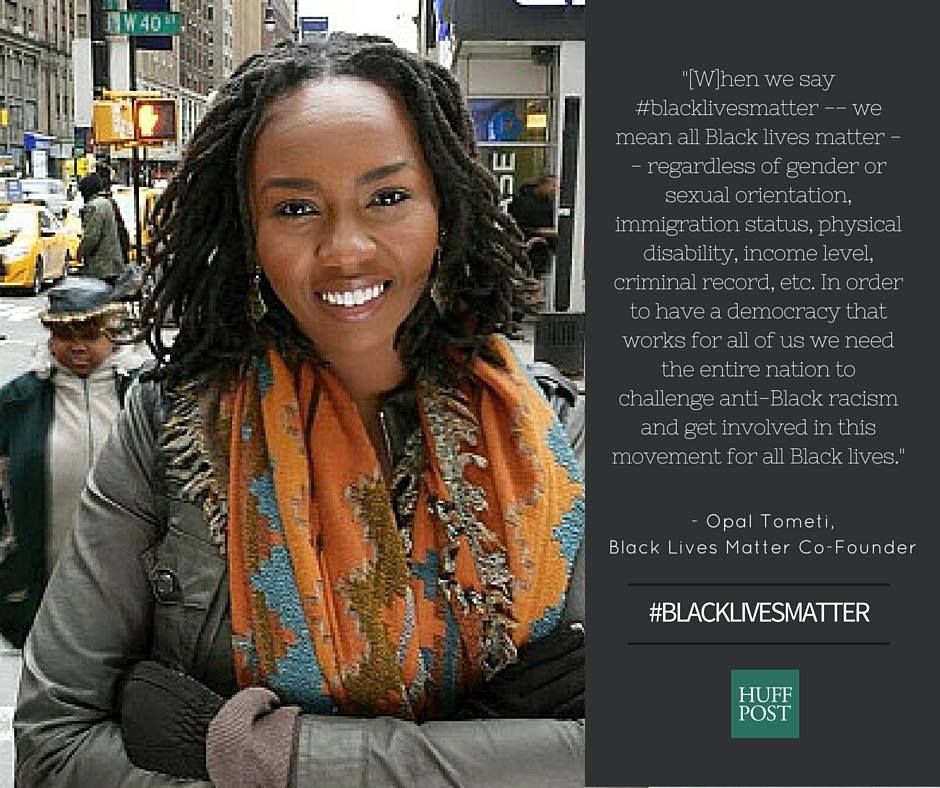 W 40 ST
"[W]hen we say
#blacklivesmatter -- we
mean all Black lives matter -
- regardless of gender or
sexual orientation,
immigration status, physical
disability, income level,
criminal record, etc. In order
to have a democracy that
works for all of us we need
the entire nation to
challenge anti-Black racism
and get involved in this
movement for all Black lives."
- Opal Tometi,
Black Lives Matter Co-Founder
#BLACKLIVESMATTER
HUFF
POST